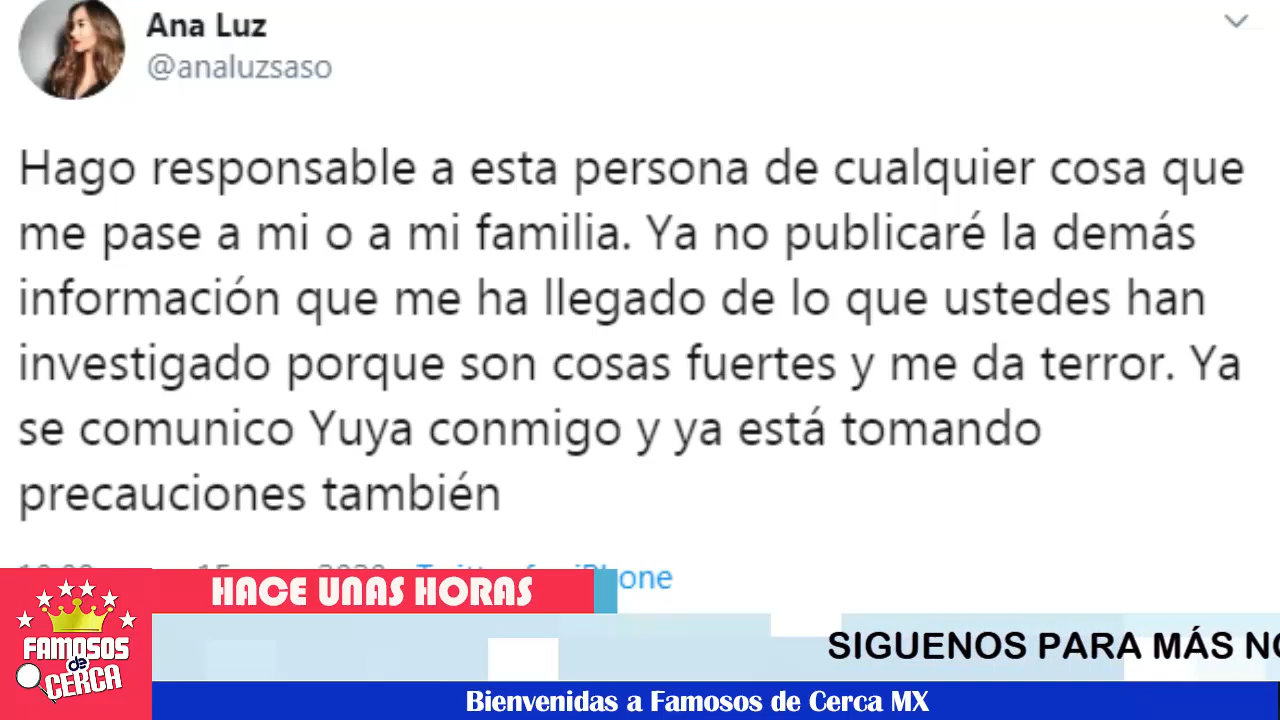 Ana Luz
@analuzsaso
Hago responsable a esta persona de cualquier cosa que
me pase a mi o a mi familia. Ya no publicaré la demás
información que me ha llegado de lo que ustedes han
investigado porque son cosas fuertes y me da terror. Ya
se comunico Yuya conmigo y ya está tomando
precauciones también
HACE UNAS HORAS
FAMOSOS
de
CERCA
SIGUENOS PARA MÁS
Bienvenidas a Famosos de Cerca MX